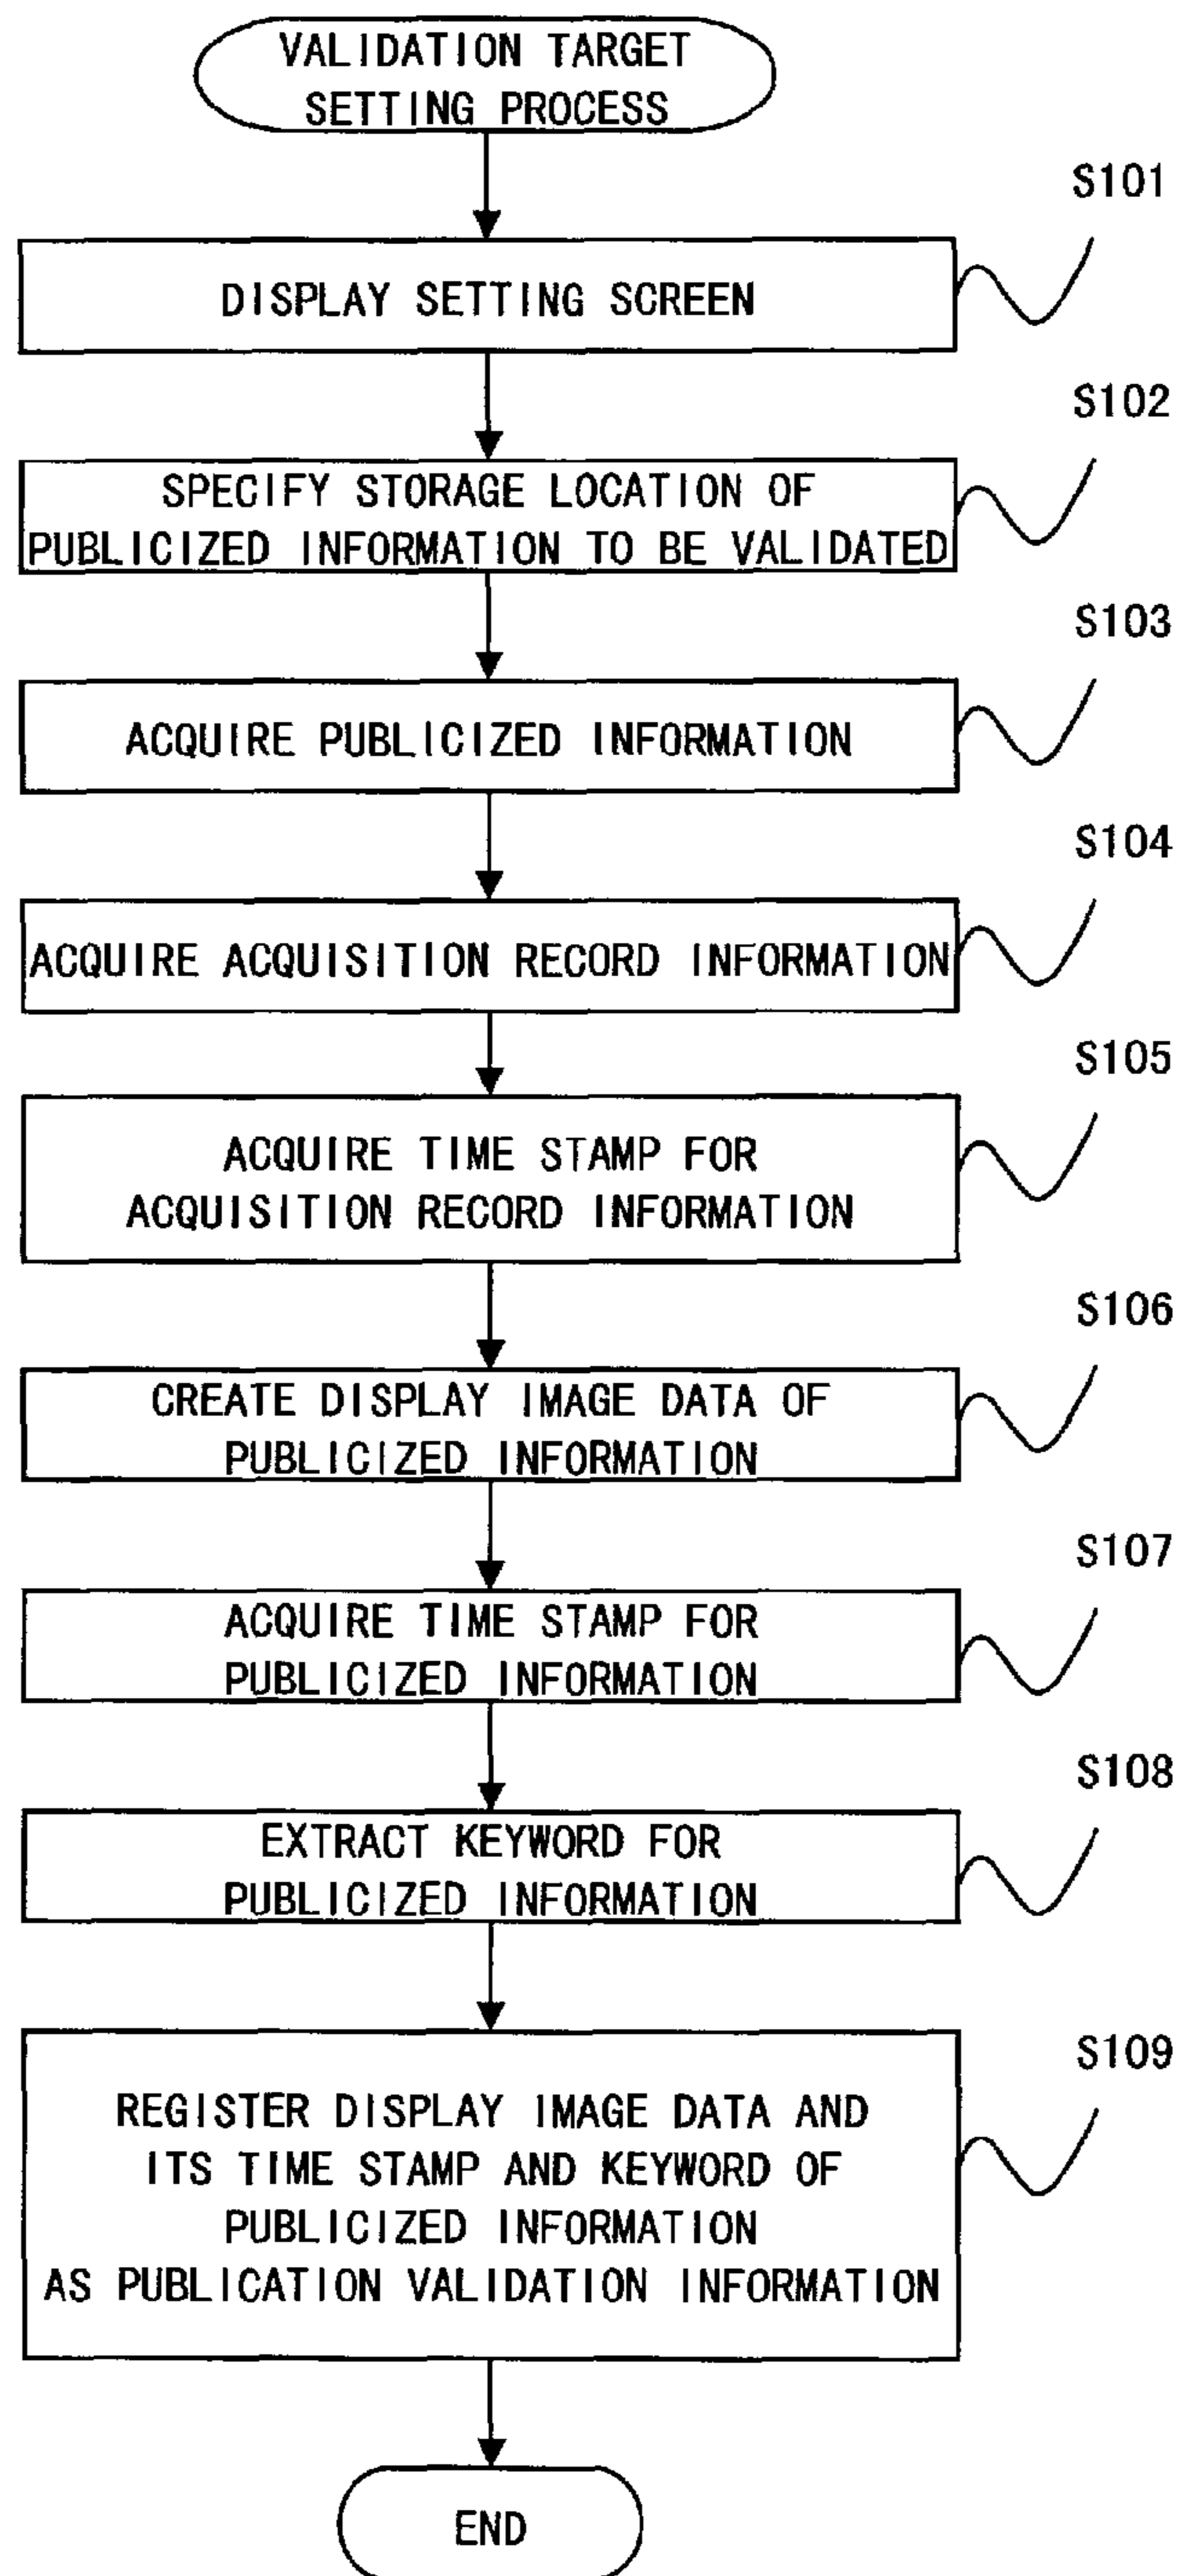 VALIDATION TARGET
SETTING PROCESS
S101
DISPLAY SETTING SCREEN
S102
SPECIFY STORAGE LOCATION OF
PUBLICIZED INFORMATION TO BE VALIDATED
S103
ACQUIRE PUBLICIZED INFORMATION
S104
ACQUIRE ACQUISITION RECORD INFORMATION
S105
ACQUIRE TIME STAMP FOR
ACQUISITION RECORD INFORMATION
S106
CREATE DISPLAY IMAGE DATA OF
PUBLICIZED INFORMATION
S107
ACQUIRE TIME STAMP FOR
PUBLICIZED INFORMATION
S108
EXTRACT KEYWORD FOR
PUBLICIZED INFORMATION
S109
REGISTER DISPLAY IMAGE DATA AND
ITS TIME STAMP AND KEYWORD OF
PUBLICIZED INFORMATION
AS PUBLICATION VALIDATION INFORMATION
END